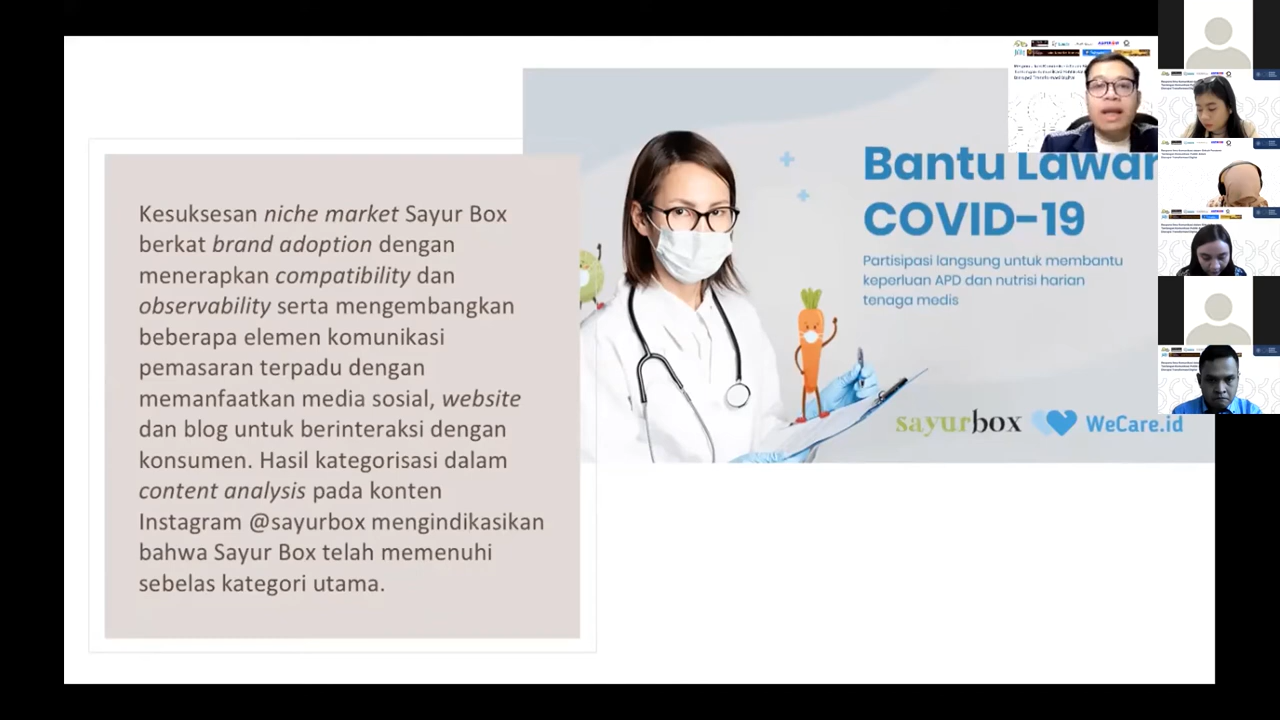 Kesuksesan niche market Sayur Box
berkat brand adoption dengan
menerapkan compatibility dan
observability serta mengembangkan
beberapa elemen komunikasi
pemasaran terpadu dengan
memanfaatkan media sosial, website
dan blog untuk berinteraksi dengan
konsumen. Hasil kategorisasi dalam
content analysis pada konten
Instagram @sayurbox mengindikasikan
bahwa Sayur Box telah memenuhi
sebelas kategori utama.
Bantu Lawan
COVID-19
Partisipasi langsung untuk membantu
keperluan APD dan nutrisi harian
tenaga medis
sayurbox WeCare.id